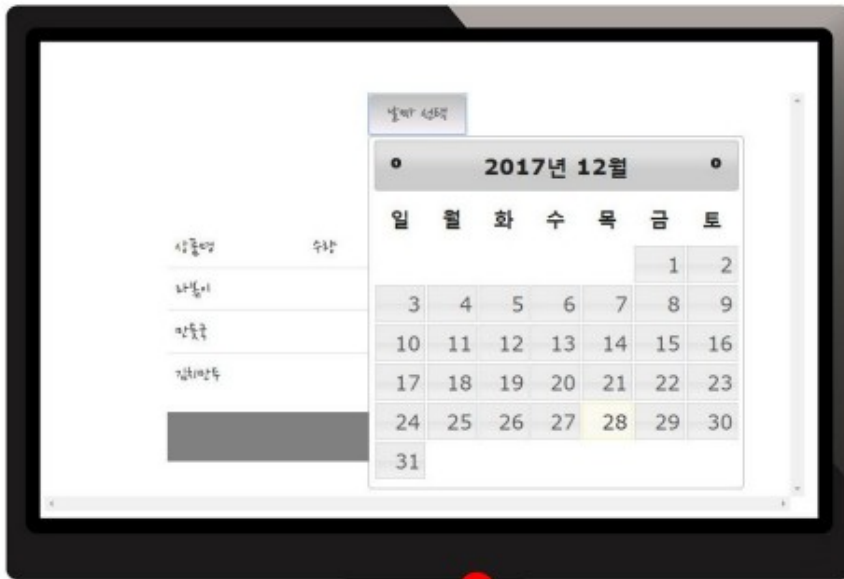 날짜 선택
2017년 12월
일 월 화 수 목 금 토
상품명 수량
1 2
라볶이
3 4 5 6 7 8 9
만둣국
10 11 12 13 14 15 16
김치만두
17 18 19 20 21 22 23
24 25 26 27 28 29 30
31